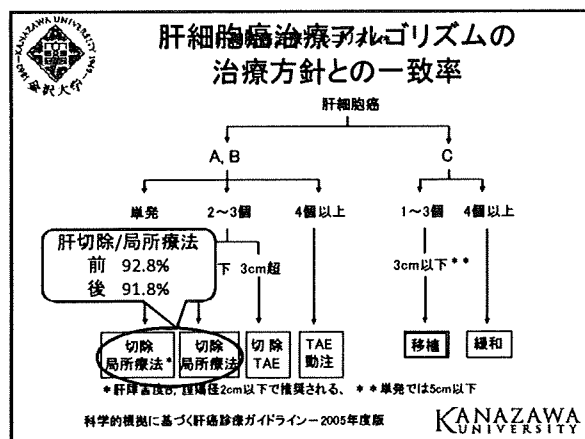 肝細胞癌治療アルゴリズムの
治療方針との一致率
肝細胞癌
A, B
C
単発
2～3個
4個以上
1～3個
4個以上
肝切除/局所療法
前 92.8%
後 91.8%
下
3cm超
3cm以下**
切除
局所療法*
切除
局所療法
切除
TAE
TAE
動注
移植
緩和
*肝障害度B, 腫瘍径2cm以下で推奨される、 **単発では5cm以下
科学的根拠に基づく肝癌診療ガイドライン－2005年度版
KANAZAWA
UNIVERSITY
KANAZAWA UNIVERSITY
金沢大学